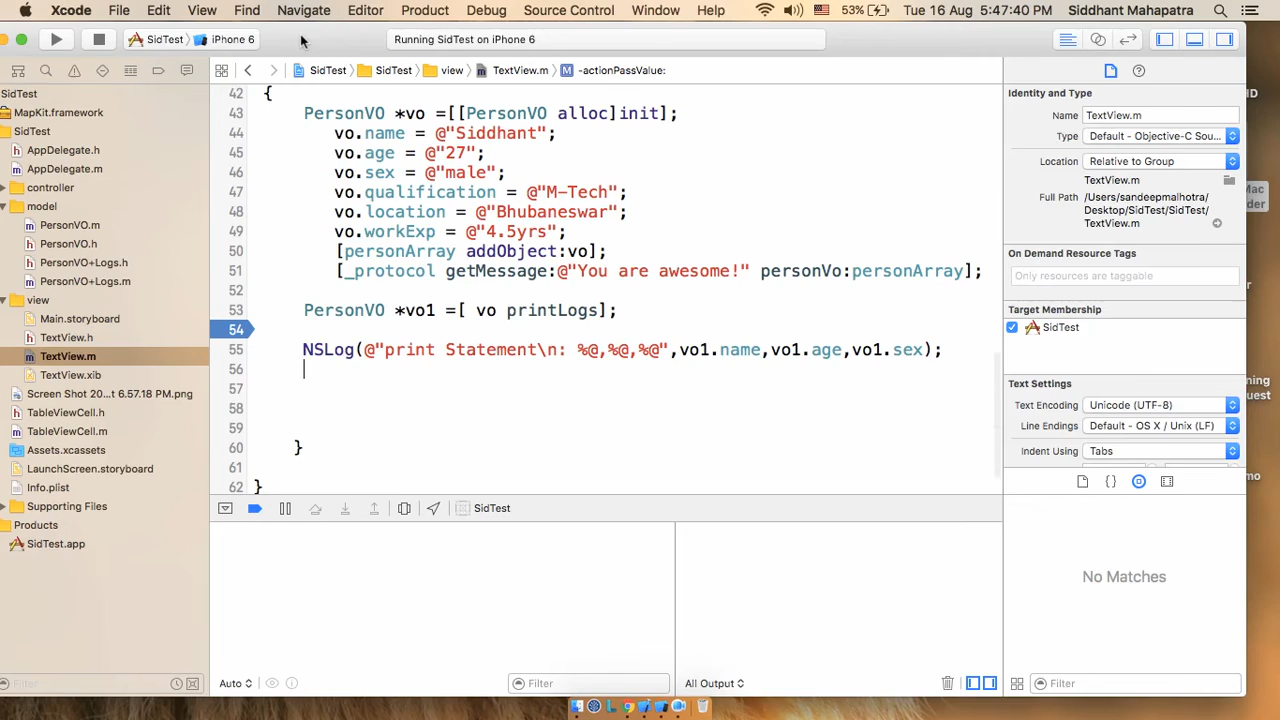 Xcode File Edit View Find Navigate Editor Product Debug Source Control Window Help 53% Tue 16 Aug 5:47:40 PM Siddhant Mahapatra
SidTest iPhone 6 Running SidTest on iPhone 6
SidTest SidTest view TextView.m M -actionPassValue:
SidTest
MapKit.framework
SidTest
AppDelegate.h
AppDelegate.m
controller
model
PersonVO.m
PersonVO.h
PersonVO+Logs.h
PersonVO+Logs.m
view
Main.storyboard
TextView.h
TextView.m
TextView.xib
Screen Shot 20...t 6.57.18 PM.png
TableViewCell.h
TableViewCell.m
Assets.xcassets
LaunchScreen.storyboard
Info.plist
Supporting Files
Products
SidTest.app
Filter
42 {
43 PersonVO *vo =[[PersonVO alloc]init];
44 vo.name = @"Siddhant";
45 vo.age = @"27";
46 vo.sex = @"male";
47 vo.qualification = @"M-Tech";
48 vo.location = @"Bhubaneswar";
49 vo.workExp = @"4.5yrs";
50 [personArray addObject:vo];
51 [_protocol getMessage:@"You are awesome!" personVo:personArray];
52
53 PersonVO *vo1 =[ vo printLogs];
54
55 NSLog(@"print Statement\n: %@,%@,%@",vo1.name,vo1.age,vo1.sex);
56
57
58
59
60 }
61
62 }
SidTest
Auto Filter All Output Filter
Identity and Type
Name TextView.m
Type Default - Objective-C Sou...
Location Relative to Group
TextView.m
Full Path /Users/sandeepmalhotra/
Desktop/SidTest/SidTest/
TextView.m
On Demand Resource Tags
Only resources are taggable
Target Membership
SidTest
Text Settings
Text Encoding Unicode (UTF-8)
Line Endings Default - OS X / Unix (LF)
Indent Using Tabs
{ }
No Matches